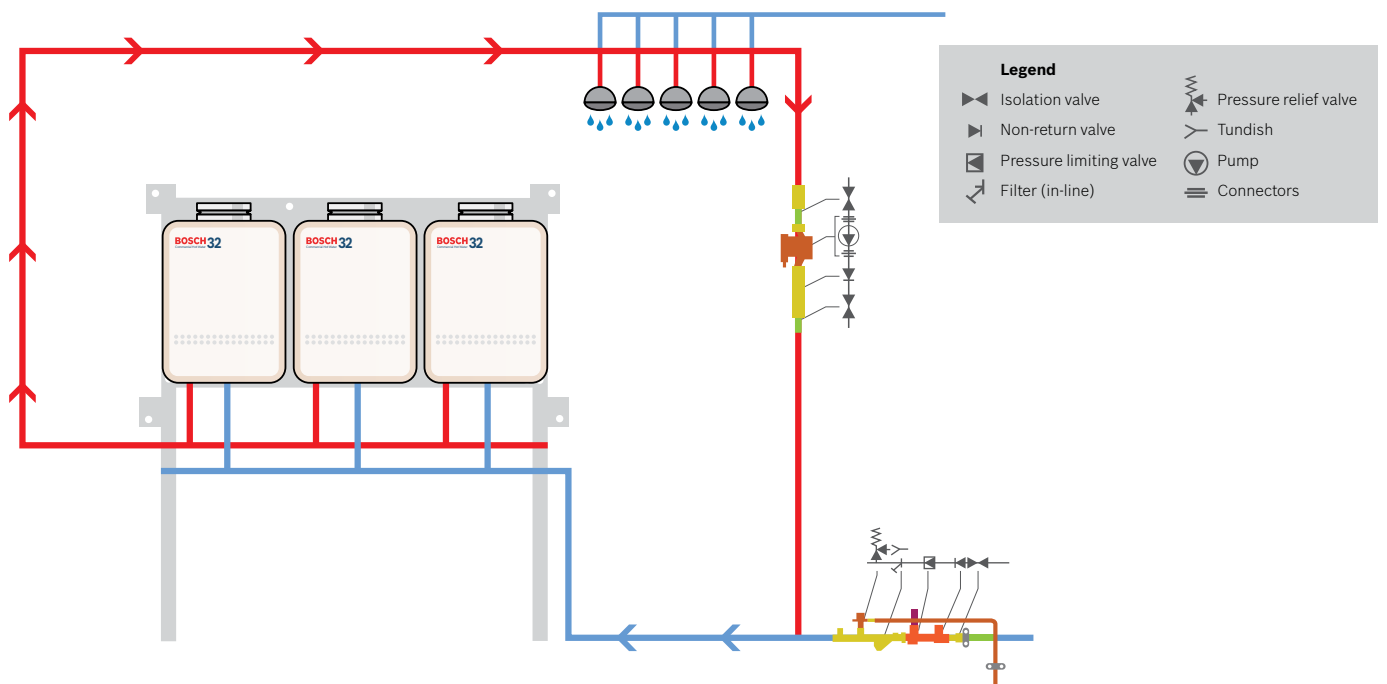 Legend
Isolation valve
Non-return valve
Pressure limiting valve
Filter (in-line)
Pressure relief valve
Tundish
Pump
Connectors
BOSCH 32
BOSCH 32
BOSCH 32